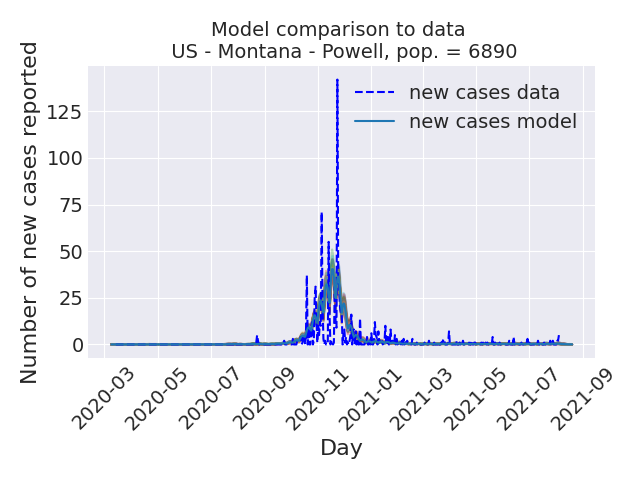 Model comparison to data
US - Montana - Powell, pop. = 6890
Number of new cases reported
125
100
75
50
25
0
new cases data
new cases model
2020-03
2020-05
2020-07
2020-09
2020-11
2021-01
2021-03
2021-05
2021-07
2021-09
Day